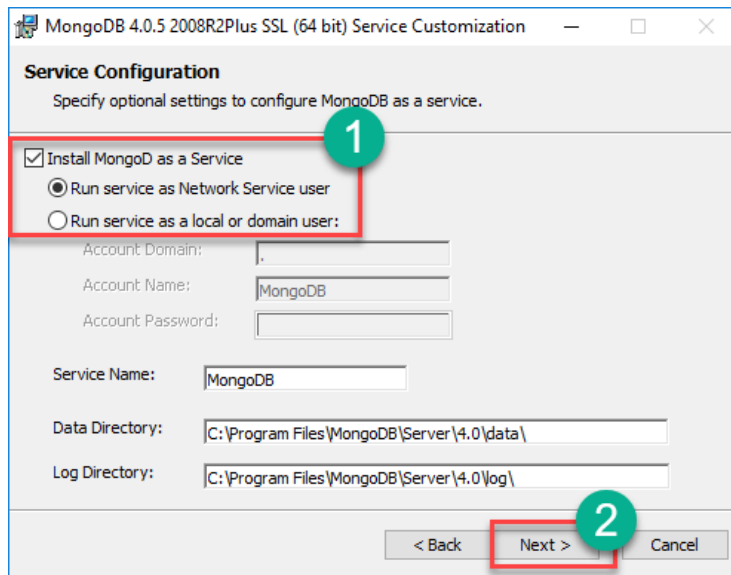 MongoDB 4.0.5 2008R2Plus SSL (64 bit) Service Customization
Service Configuration
Specify optional settings to configure MongoDB as a service.
1
Install MongoD as a Service
Run service as Network Service user
Run service as a local or domain user:
Account Domain: .
Account Name: MongoDB
Account Password:
Service Name: MongoDB
Data Directory: C:\Program Files\MongoDB\Server\4.0\data\
Log Directory: C:\Program Files\MongoDB\Server\4.0\log\
2
< Back Next > Cancel